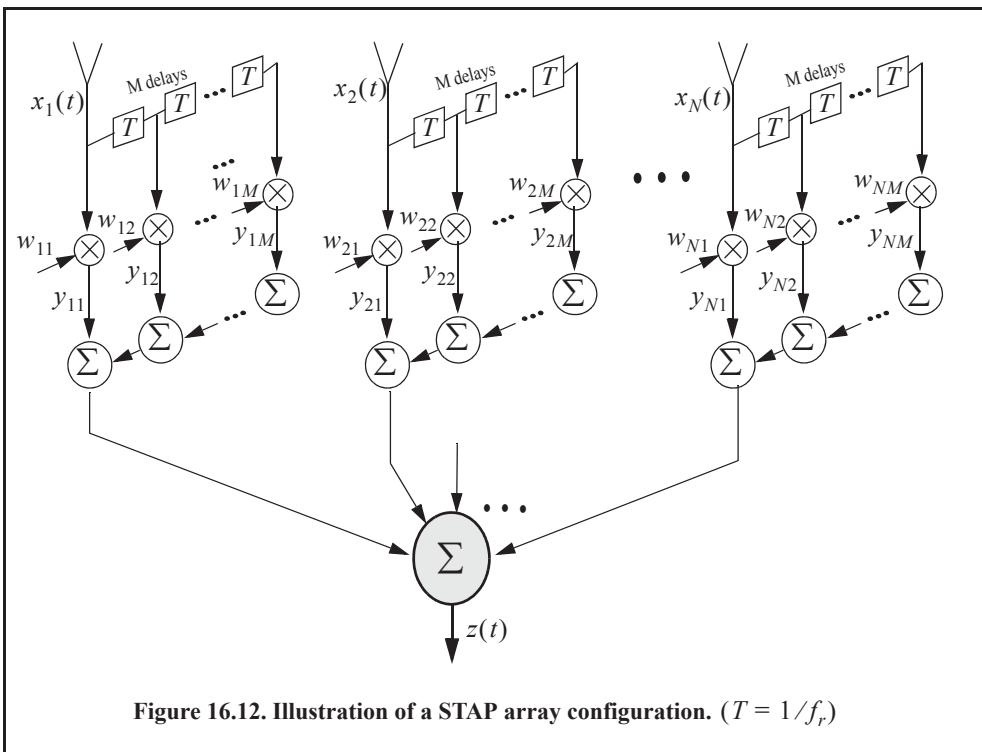 M delays T T T ...
M delays T T T ...
M delays T T T ...
x_1(t) x_2(t) x_N(t)
... w_{1M} × w_{2M} × ... w_{NM} ×
w_{12} × ... w_{22} × ... w_{N2} × ...
w_{11} × y_{1M} w_{21} × y_{2M} w_{N1} × y_{NM}
y_{12} y_{22} y_{N2}
y_{11} Σ y_{21} Σ y_{N1} Σ
Σ ... Σ ... Σ ...
Σ Σ Σ
...
Σ
z(t)
Figure 16.12. Illustration of a STAP array configuration. (T = 1/f_r)